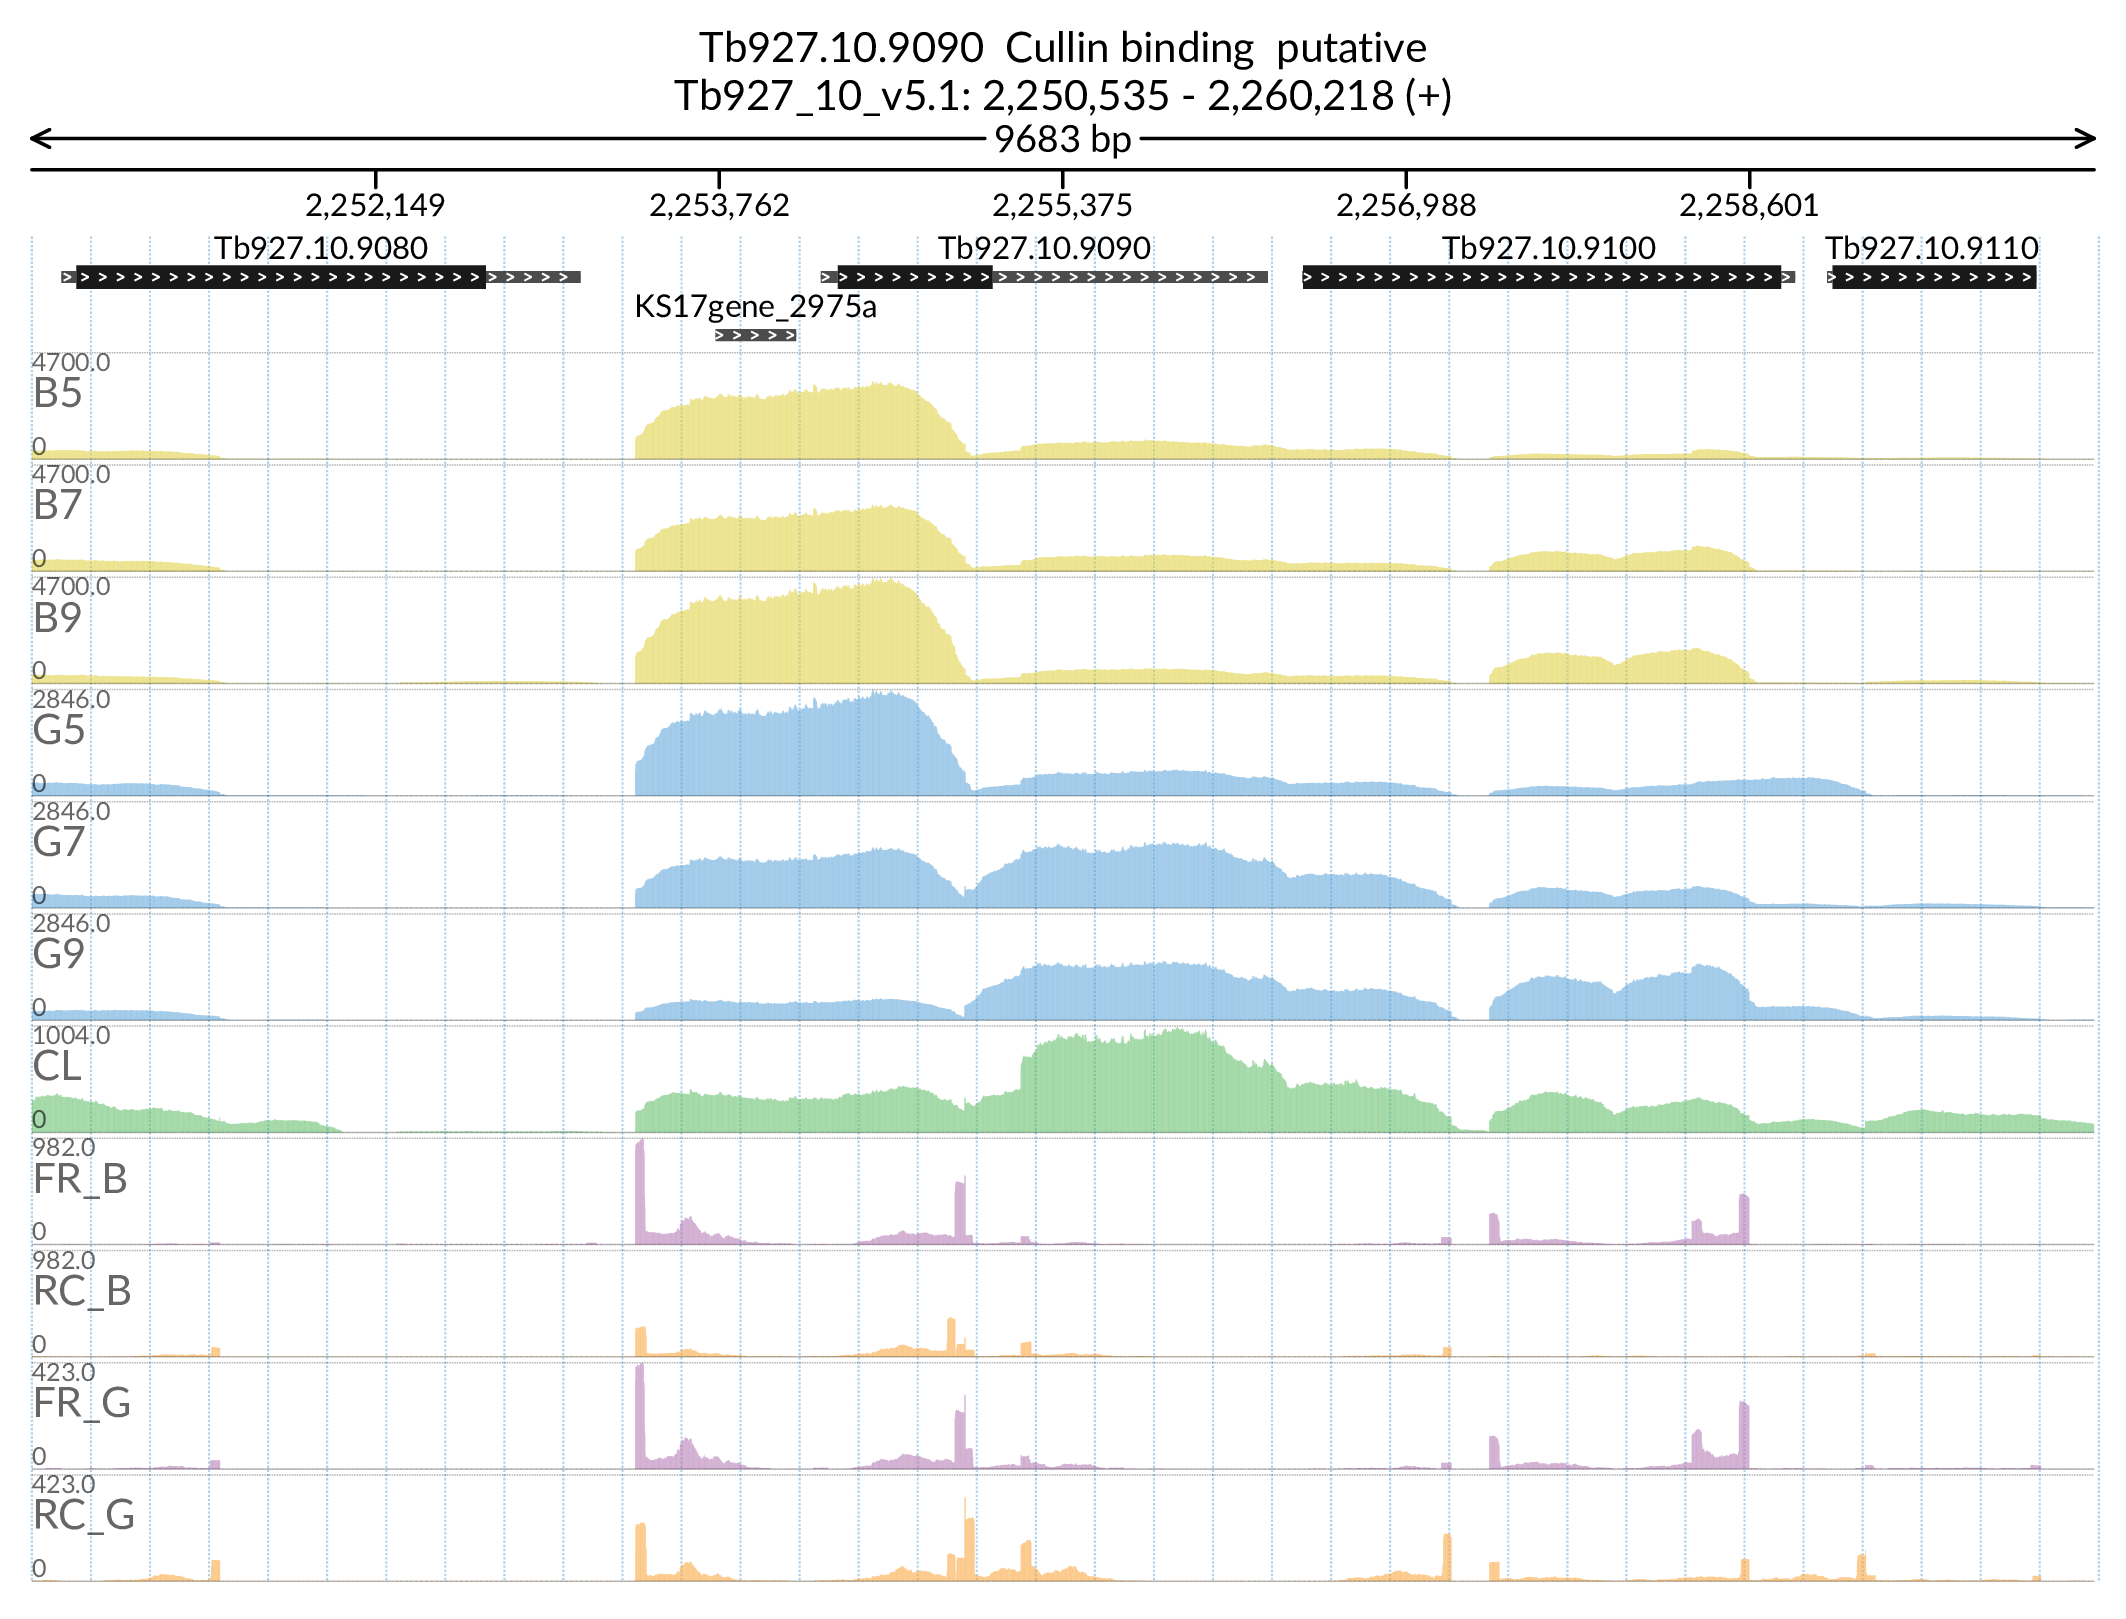 Tb927.10.9090  Cullin binding  putative
Tb927_10_v5.1: 2,250,535 - 2,260,218 (+)
9683 bp
2,252,149 2,253,762 2,255,375 2,256,988 2,258,601
Tb927.10.9080 Tb927.10.9090 Tb927.10.9100 Tb927.10.9110
KS17gene_2975a
4700.0
B5
0
4700.0
B7
0
4700.0
B9
0
2846.0
G5
0
2846.0
G7
0
2846.0
G9
0
1004.0
CL
0
982.0
FR_B
0
982.0
RC_B
0
423.0
FR_G
0
423.0
RC_G
0